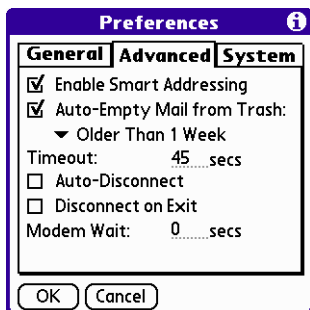 Preferences
General Advanced System
Enable Smart Addressing
Auto-Empty Mail from Trash:
Older Than 1 Week
Timeout: 45 secs
Auto-Disconnect
Disconnect on Exit
Modem Wait: 0 secs
OK Cancel